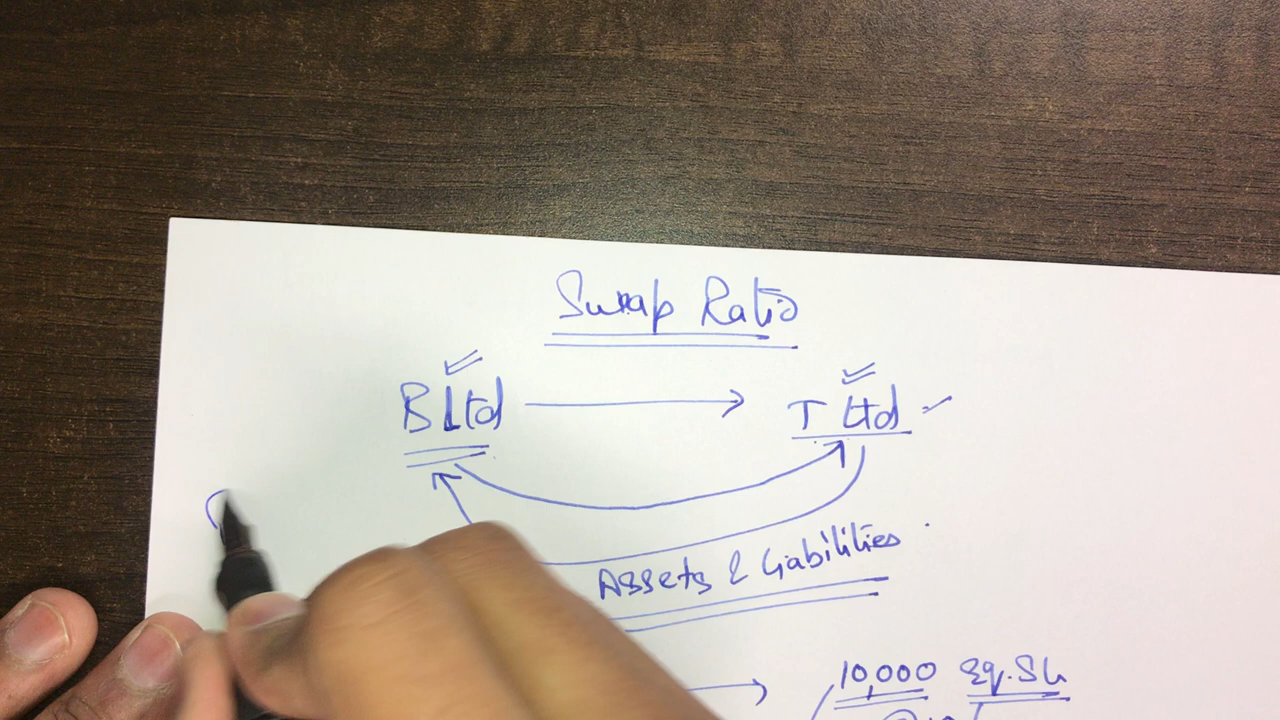 Swap Ratio
B Ltd T Ltd
Assets & Liabilities
10,000 Eq. Sh